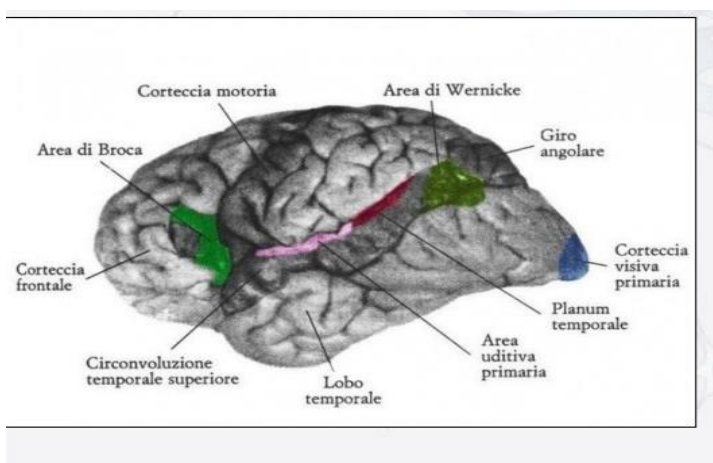 Corteccia motoria
Area di Wernicke
Area di Broca
Giro
angolare
Corteccia
frontale
Corteccia
visiva
primaria
Planum
temporale
Area
uditiva
primaria
Circonvoluzione
temporale superiore
Lobo
temporale